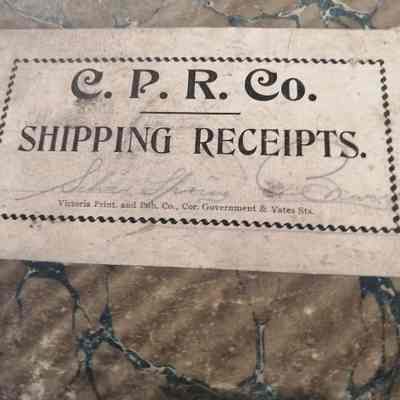 C. P. R. Co.
SHIPPING RECEIPTS.
Victoria Print. and Pub. Co., Cor. Government & Yates Sts.